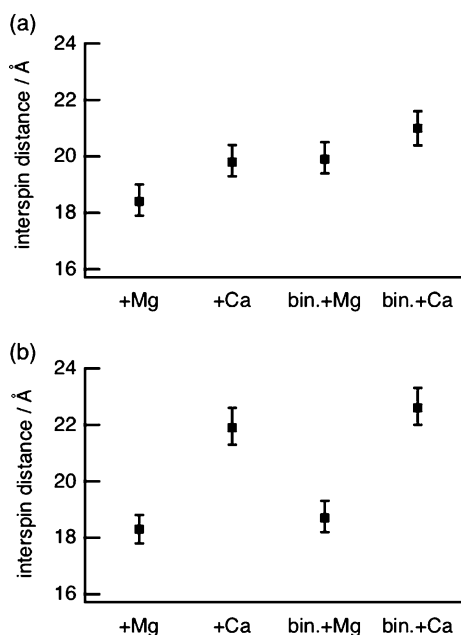 (a)
24
22
20
18
16
interspin distance / Å
+Mg +Ca bin.+Mg bin.+Ca
(b)
24
22
20
18
16
interspin distance / Å
+Mg +Ca bin.+Mg bin.+Ca